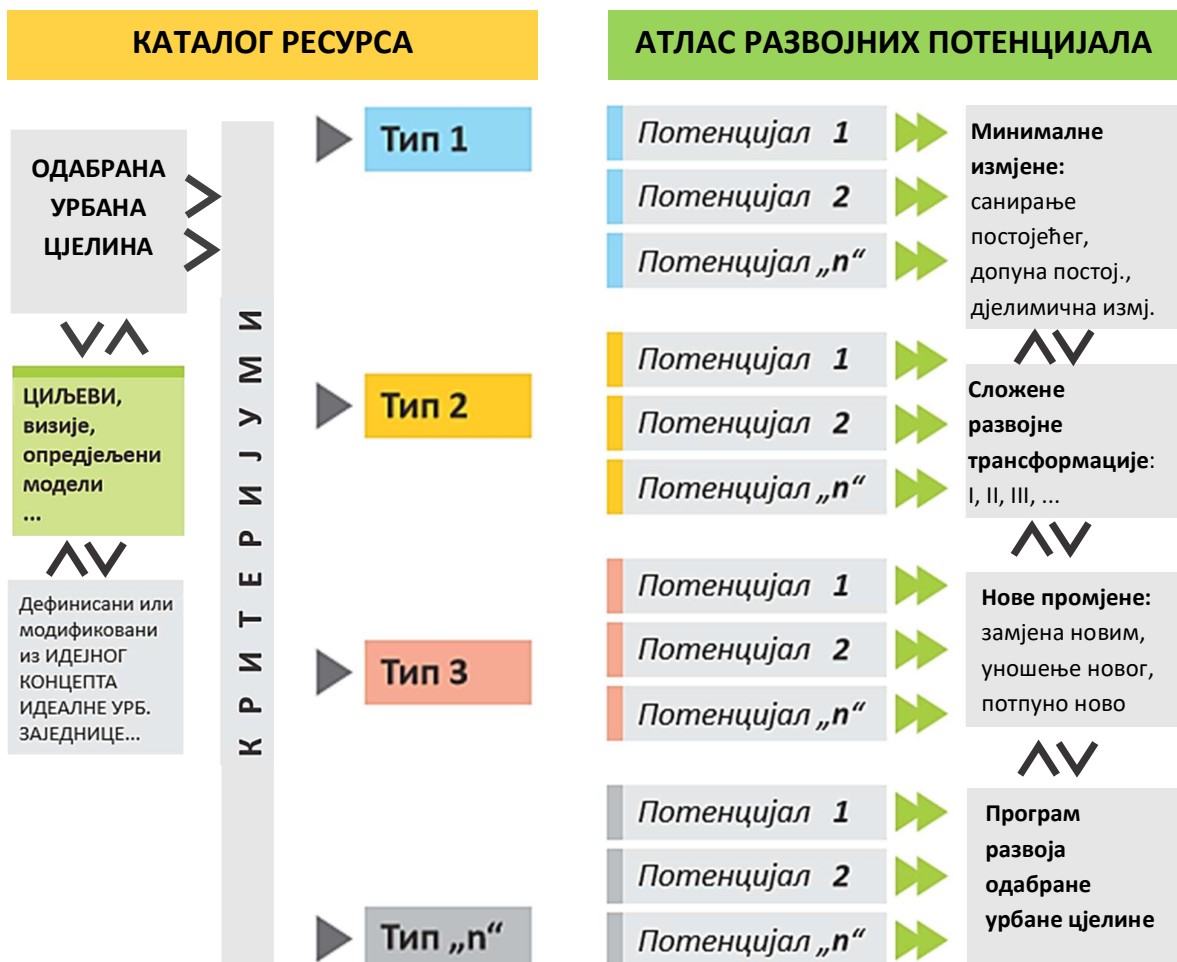 КАТАЛОГ РЕСУРСА
ОДАБРАНА
УРБАНА
ЦЈЕЛИНА
ЦИЉЕВИ,
визије,
опредјељени
модели
...
Дефинисани или
модификовани
из ИДЕЈНОГ
КОНЦЕПТА
ИДЕАЛНЕ УРБ.
ЗАЈЕДНИЦЕ...
КРИТЕРИЈУМИ
Тип 1
Тип 2
Тип 3
Тип „n“
АТЛАС РАЗВОЈНИХ ПОТЕНЦИЈАЛА
Потенцијал 1
Потенцијал 2
Потенцијал „n“
Потенцијал 1
Потенцијал 2
Потенцијал „n“
Потенцијал 1
Потенцијал 2
Потенцијал „n“
Потенцијал 1
Потенцијал 2
Потенцијал „n“
Минималне
измјене:
санирање
постојећег,
допуна постој.,
дјелимична измј.
Сложене
развојне
трансформације:
I, II, III, ...
Нове промјене:
замјена новим,
уношење новог,
потпуно ново
Програм
развоја
одабране
урбане цјелине